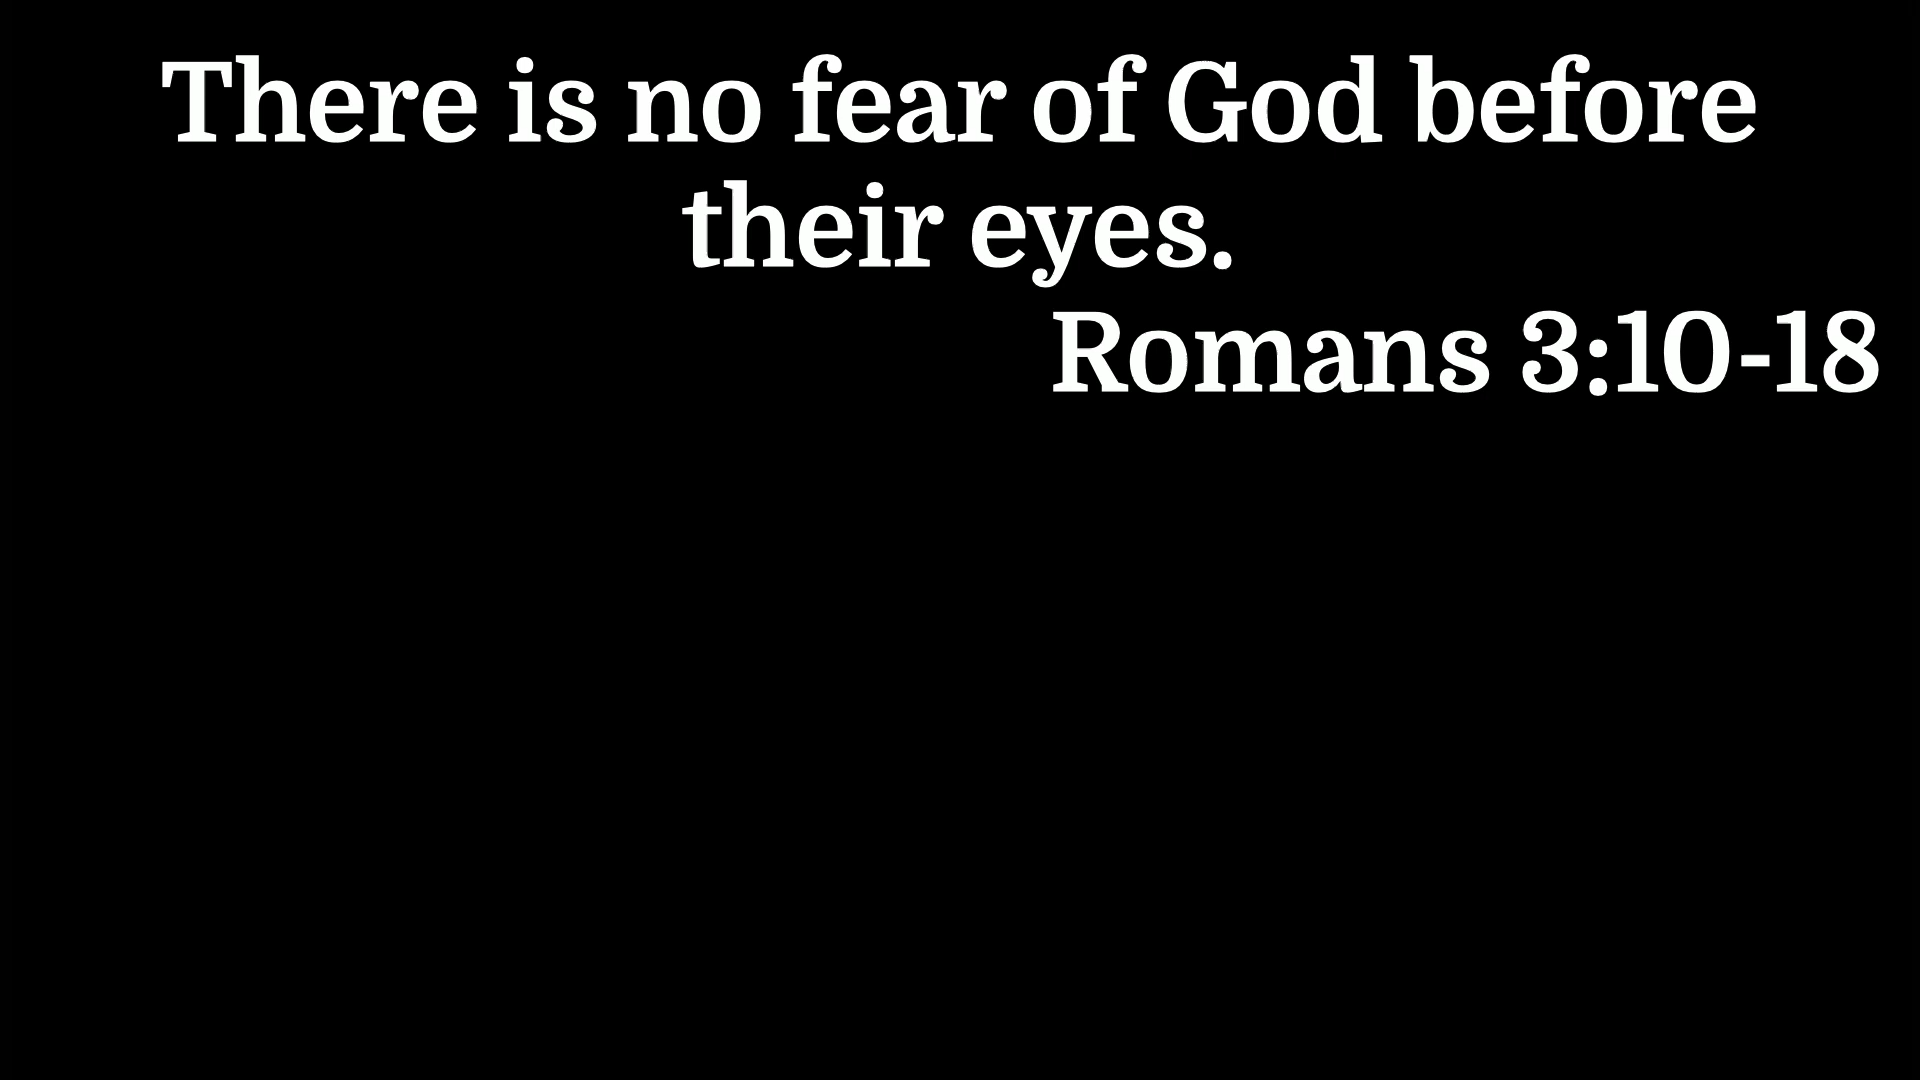 There is no fear of God before
their eyes.
Romans 3:10-18